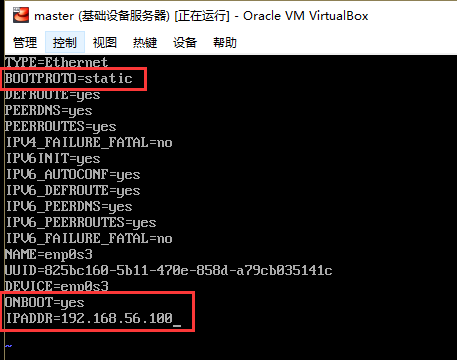 master (基础设备服务器) [正在运行] - Oracle VM VirtualBox
管理 控制 视图 热键 设备 帮助
TYPE=Ethernet
BOOTPROTO=static
DEFROUTE=yes
PEERDNS=yes
PEERROUTES=yes
IPV4_FAILURE_FATAL=no
IPV6INIT=yes
IPV6_AUTOCONF=yes
IPV6_DEFROUTE=yes
IPV6_PEERDNS=yes
IPV6_PEERROUTES=yes
IPV6_FAILURE_FATAL=no
NAME=enp0s3
UUID=825bc160-5b11-470e-858d-a79cb035141c
DEVICE=enp0s3
ONBOOT=yes
IPADDR=192.168.56.100_
~